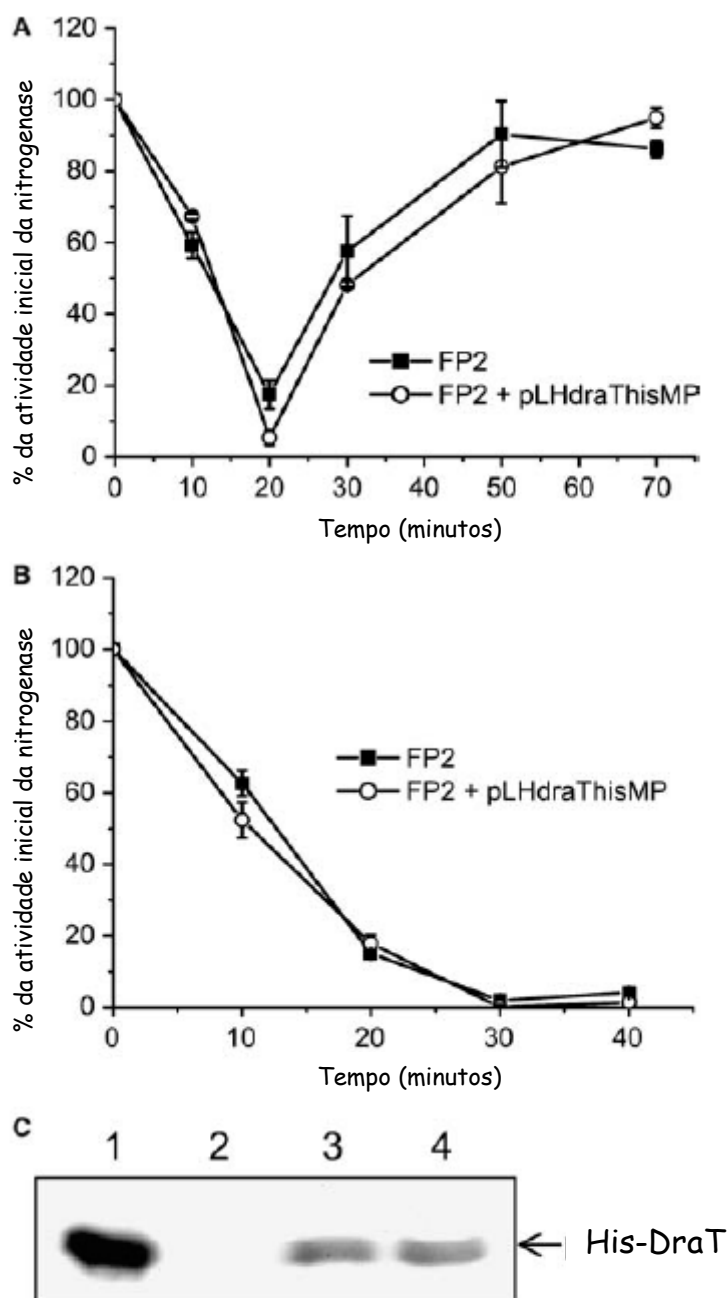 A
% da atividade inicial da nitrogenase
120
100
80
60
40
20
0
FP2
FP2 + pLHdraThisMP
0 10 20 30 40 50 60 70
Tempo (minutos)
B
% da atividade inicial da nitrogenase
120
100
80
60
40
20
0
FP2
FP2 + pLHdraThisMP
0 10 20 30 40
Tempo (minutos)
C
1 2 3 4
His-DraT